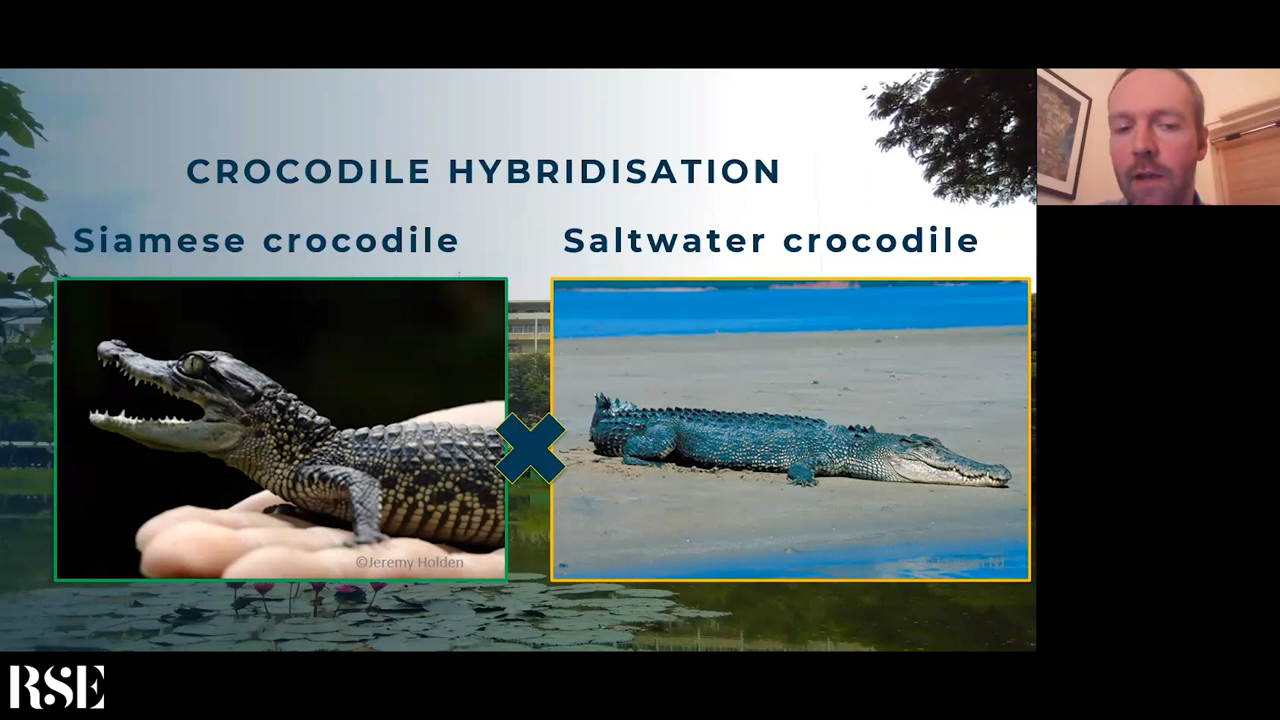 CROCODILE HYBRIDISATION
Siamese crocodile
Saltwater crocodile
©Jeremy Holden
RSE